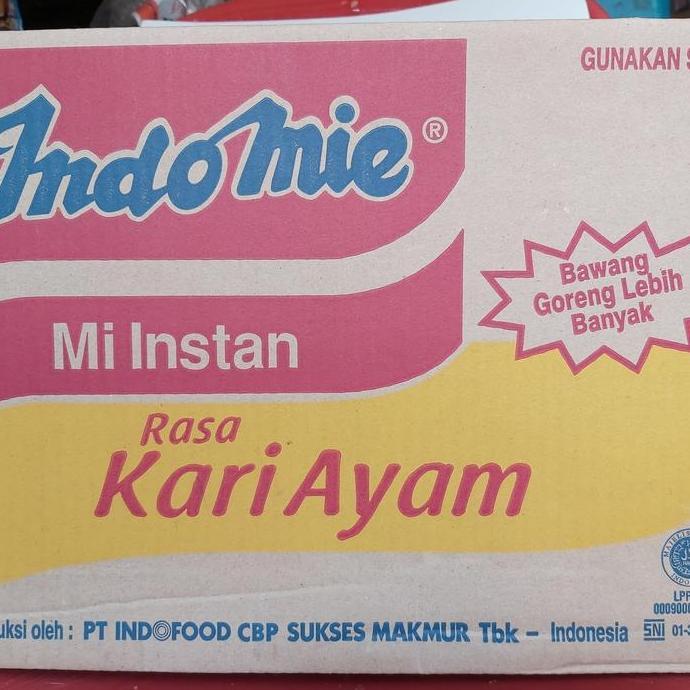 GUNAKAN
Indomie®
Bawang
Goreng Lebih
Banyak
Mi Instan
Rasa
Kari Ayam
oleh : PT INDOFOOD CBP SUKSES MAKMUR Tbk – Indonesia SNI